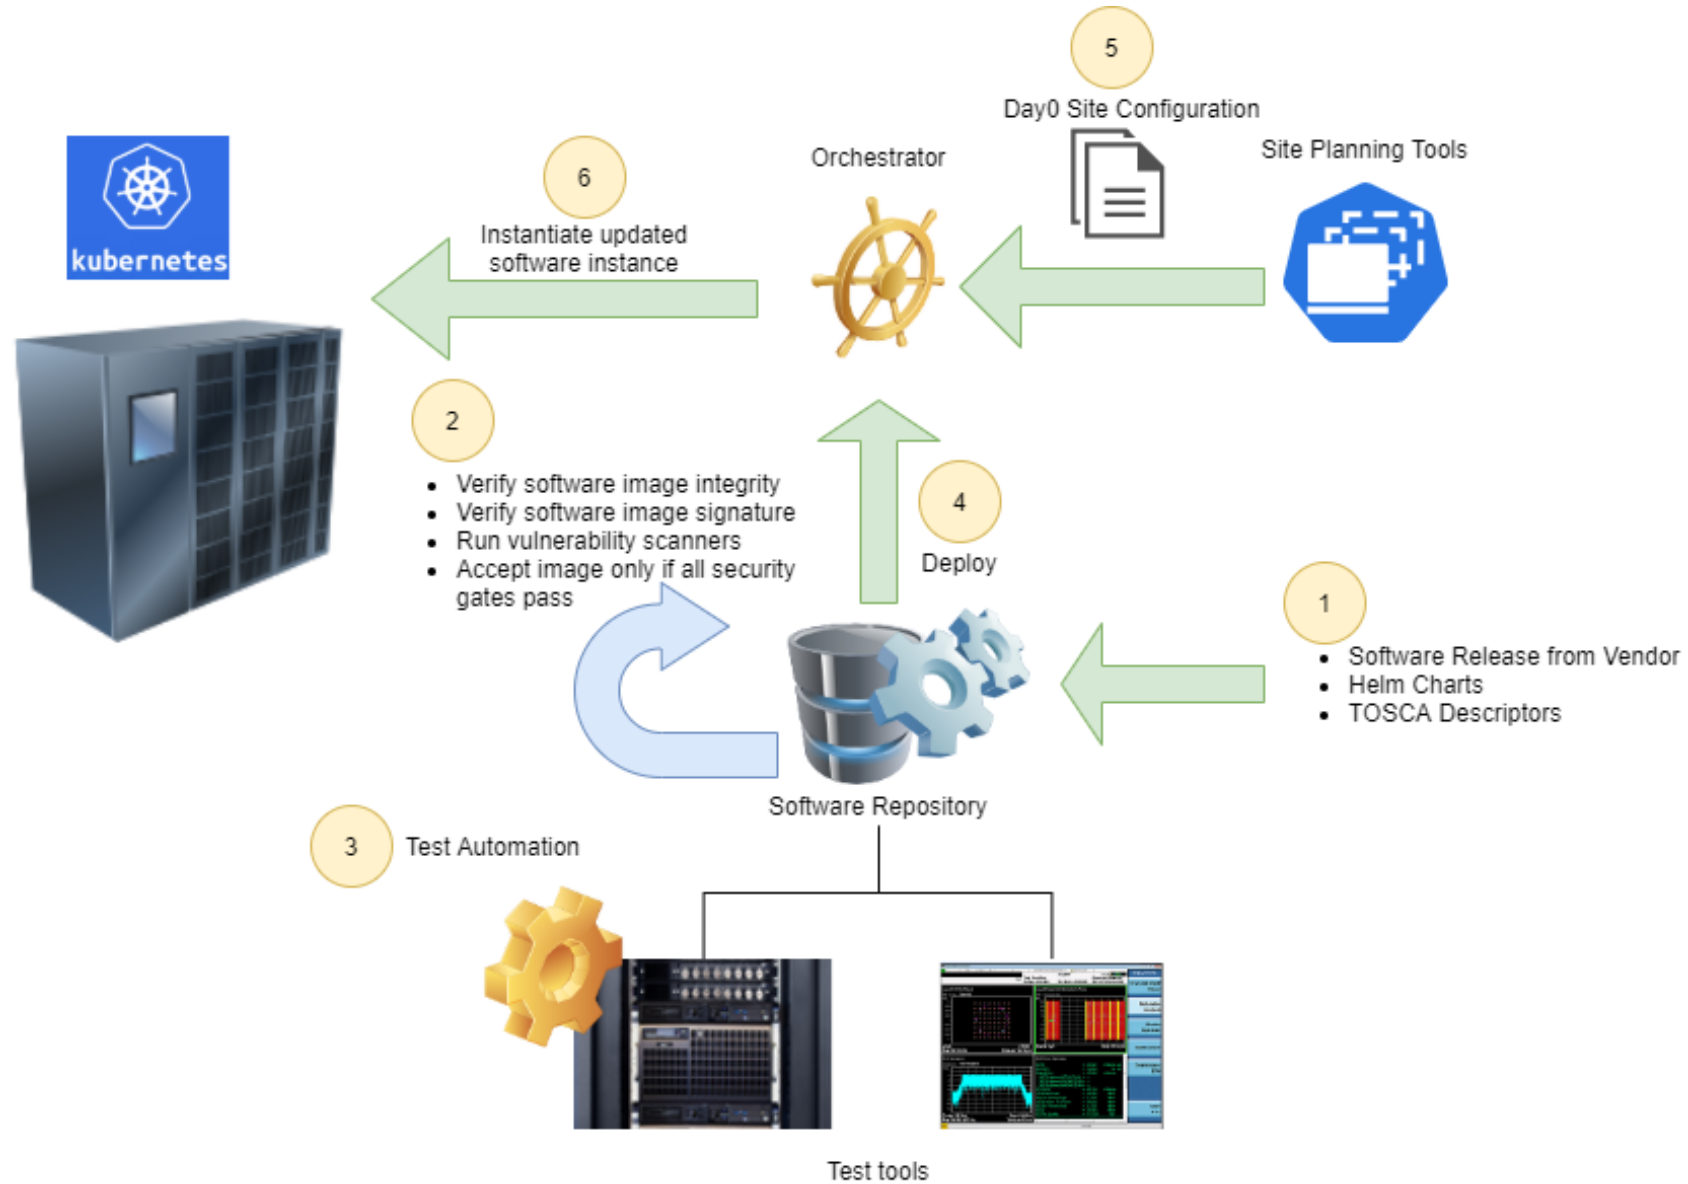 5
Day0 Site Configuration
Site Planning Tools
Orchestrator
6
Instantiate updated
software instance
kubernetes
2
• Verify software image integrity
• Verify software image signature
• Run vulnerability scanners
• Accept image only if all security
gates pass
4
Deploy
1
• Software Release from Vendor
• Helm Charts
• TOSCA Descriptors
Software Repository
3
Test Automation
Test tools